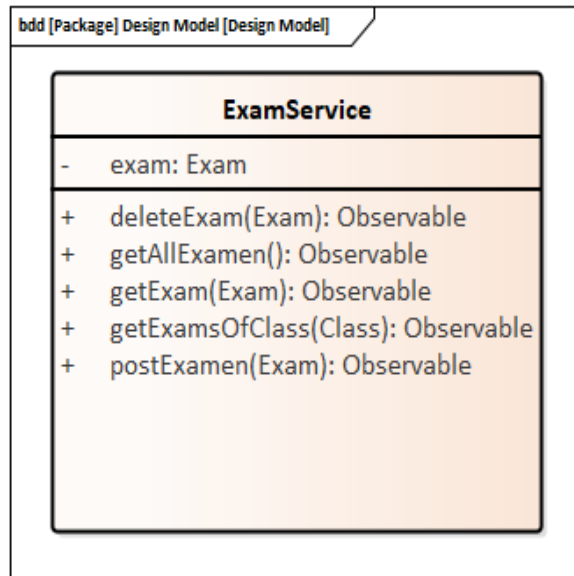 bdd [Package] Design Model [Design Model]
ExamService
- exam: Exam
+ deleteExam(Exam): Observable
+ getAllExamen(): Observable
+ getExam(Exam): Observable
+ getExamsOfClass(Class): Observable
+ postExamen(Exam): Observable